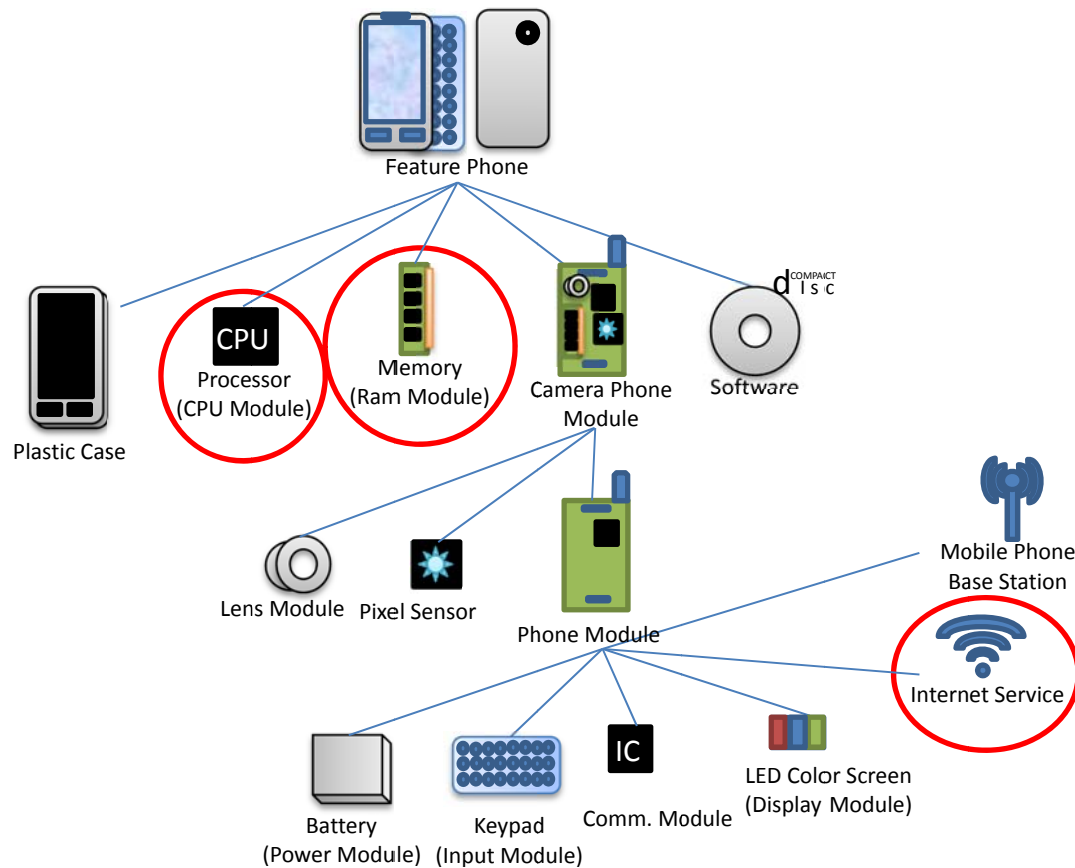 Feature Phone
COMPACT
disc
CPU
Processor
(CPU Module)
Memory
(Ram Module)
Camera Phone
Module
Software
Plastic Case
Lens Module
Pixel Sensor
Phone Module
Mobile Phone
Base Station
Internet Service
Battery
(Power Module)
Keypad
(Input Module)
IC
Comm. Module
LED Color Screen
(Display Module)